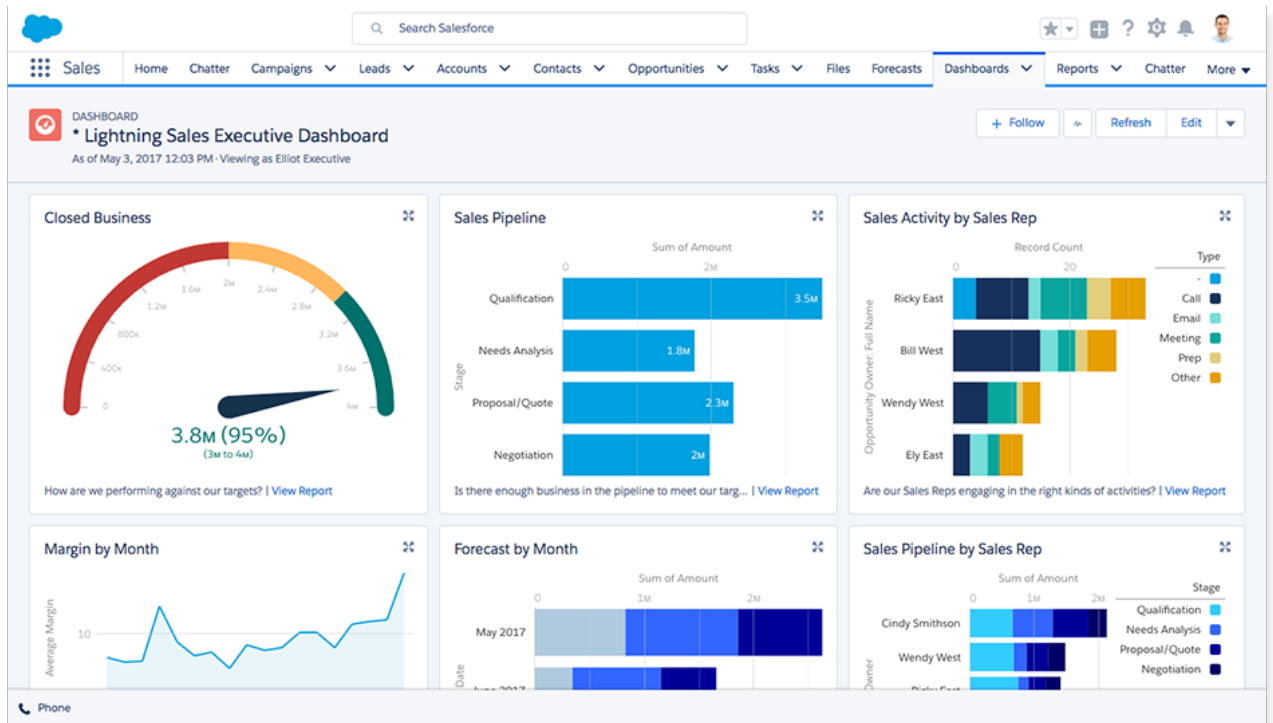 Search Salesforce
Sales Home Chatter Campaigns Leads Accounts Contacts Opportunities Tasks Files Forecasts Dashboards Reports Chatter More
DASHBOARD
* Lightning Sales Executive Dashboard
As of May 3, 2017 12:03 PM·Viewing as Elliot Executive
+ Follow Refresh Edit
Closed Business
0
400K
800K
1.2M
1.6M
2M
2.4M
2.8M
3.2M
3.6M
4M
3.8M (95%)
(3M to 4M)
How are we performing against our targets? | View Report
Sales Pipeline
Sum of Amount
0 2M
Stage
Qualification 3.5M
Needs Analysis 1.8M
Proposal/Quote 2.3M
Negotiation 2M
Is there enough business in the pipeline to meet our targ... | View Report
Sales Activity by Sales Rep
Record Count
0 20
Opportunity Owner: Full Name
Ricky East
Bill West
Wendy West
Ely East
Type
-
Call
Email
Meeting
Prep
Other
Are our Sales Reps engaging in the right kinds of activities? | View Report
Margin by Month
Average Margin
10
Forecast by Month
Sum of Amount
0 1M 2M
Date
May 2017
June 2017
Sales Pipeline by Sales Rep
Sum of Amount
0 1M 2M
Owner
Cindy Smithson
Wendy West
Ricky East
Stage
Qualification
Needs Analysis
Proposal/Quote
Negotiation
Phone